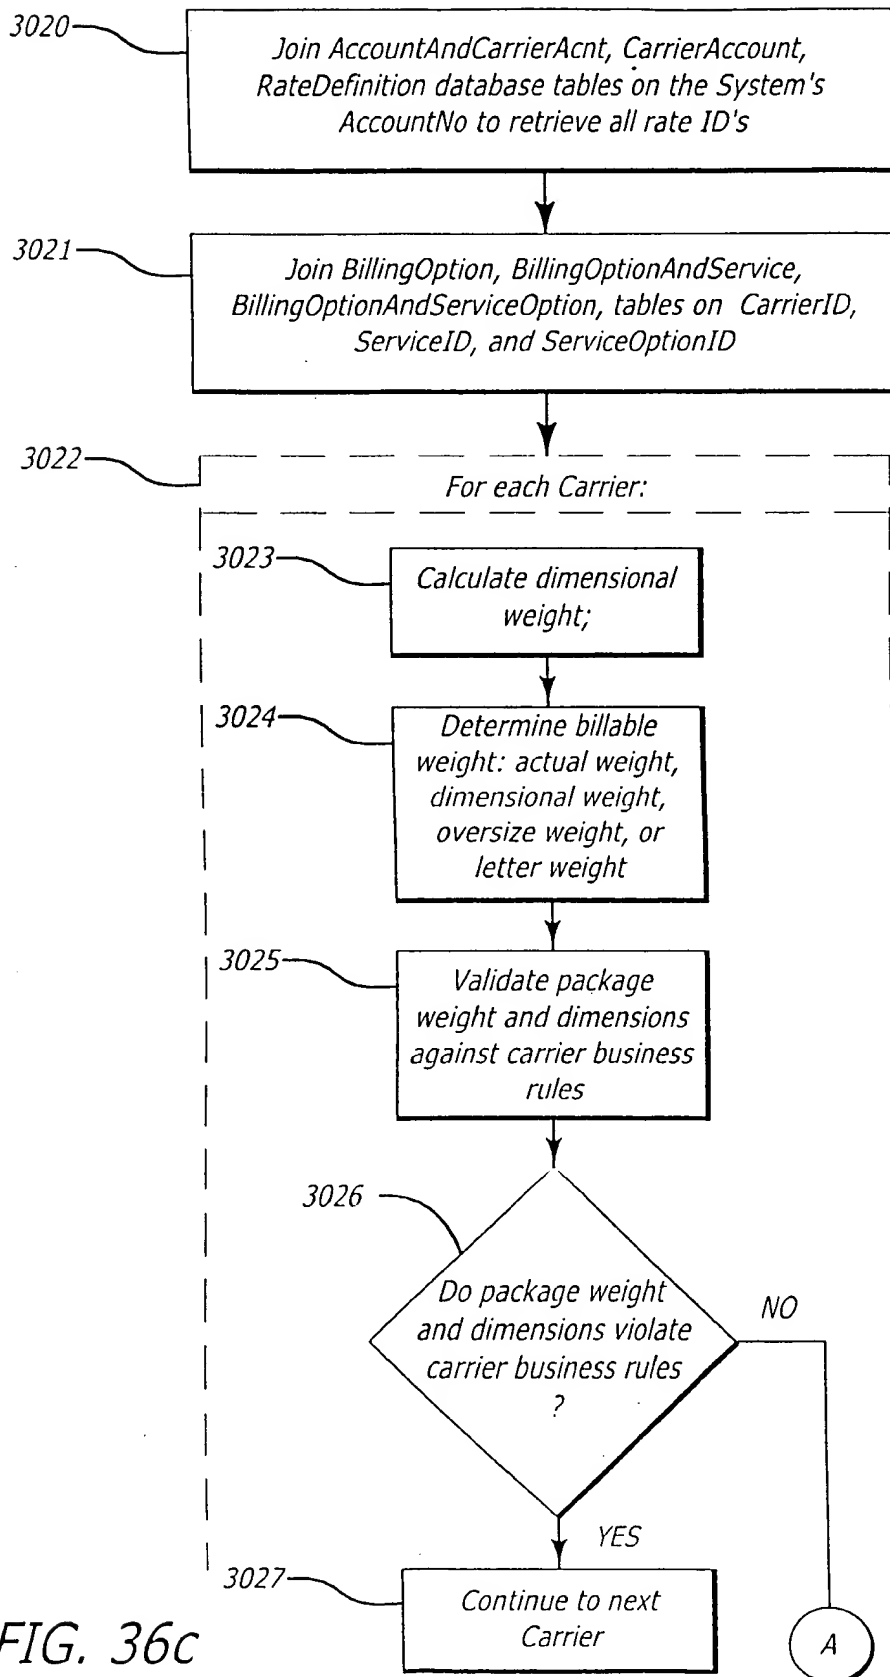 3020
Join AccountAndCarrierAcnt, CarrierAccount,
RateDefinition database tables on the System's
AccountNo to retrieve all rate ID's
3021
Join BillingOption, BillingOptionAndService,
BillingOptionAndServiceOption, tables on CarrierID,
ServiceID, and ServiceOptionID
3022
For each Carrier:
3023
Calculate dimensional
weight;
3024
Determine billable
weight: actual weight,
dimensional weight,
oversize weight, or
letter weight
3025
Validate package
weight and dimensions
against carrier business
rules
3026
Do package weight
and dimensions violate
carrier business rules
?
NO
YES
3027
Continue to next
Carrier
A
FIG. 36c